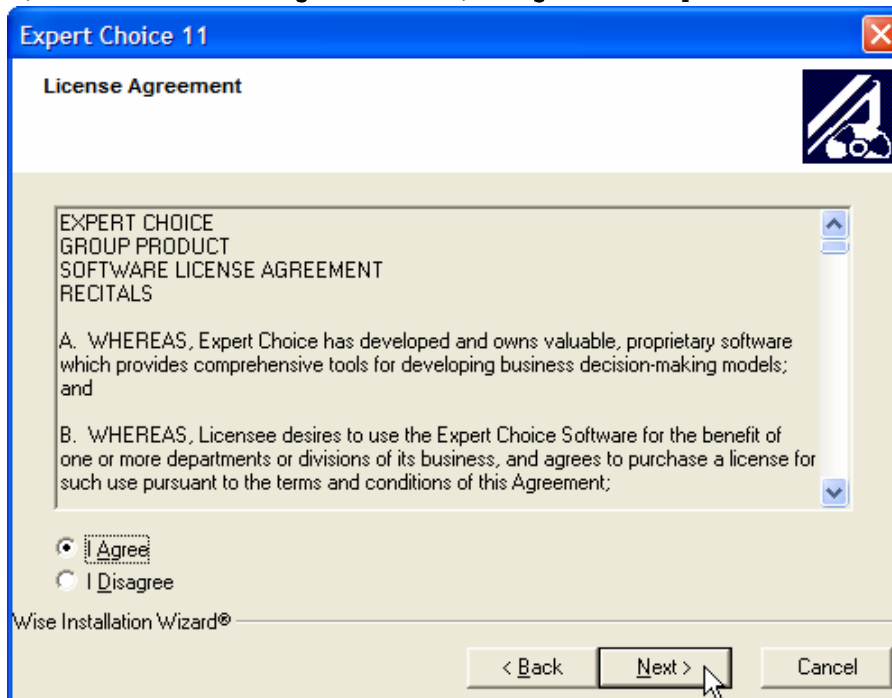 Expert Choice 11
License Agreement
EXPERT CHOICE
GROUP PRODUCT
SOFTWARE LICENSE AGREEMENT
RECITALS
A. WHEREAS, Expert Choice has developed and owns valuable, proprietary software
which provides comprehensive tools for developing business decision-making models;
and
B. WHEREAS, Licensee desires to use the Expert Choice Software for the benefit of
one or more departments or divisions of its business, and agrees to purchase a license for
such use pursuant to the terms and conditions of this Agreement;
I Agree
I Disagree
Wise Installation Wizard®
< Back Next > Cancel